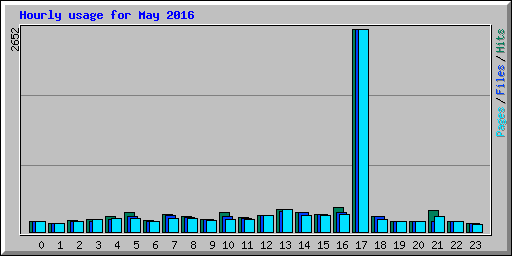 Hourly usage for May 2016
2652
Pages/Files/Hits
0 1 2 3 4 5 6 7 8 9 10 11 12 13 14 15 16 17 18 19 20 21 22 23